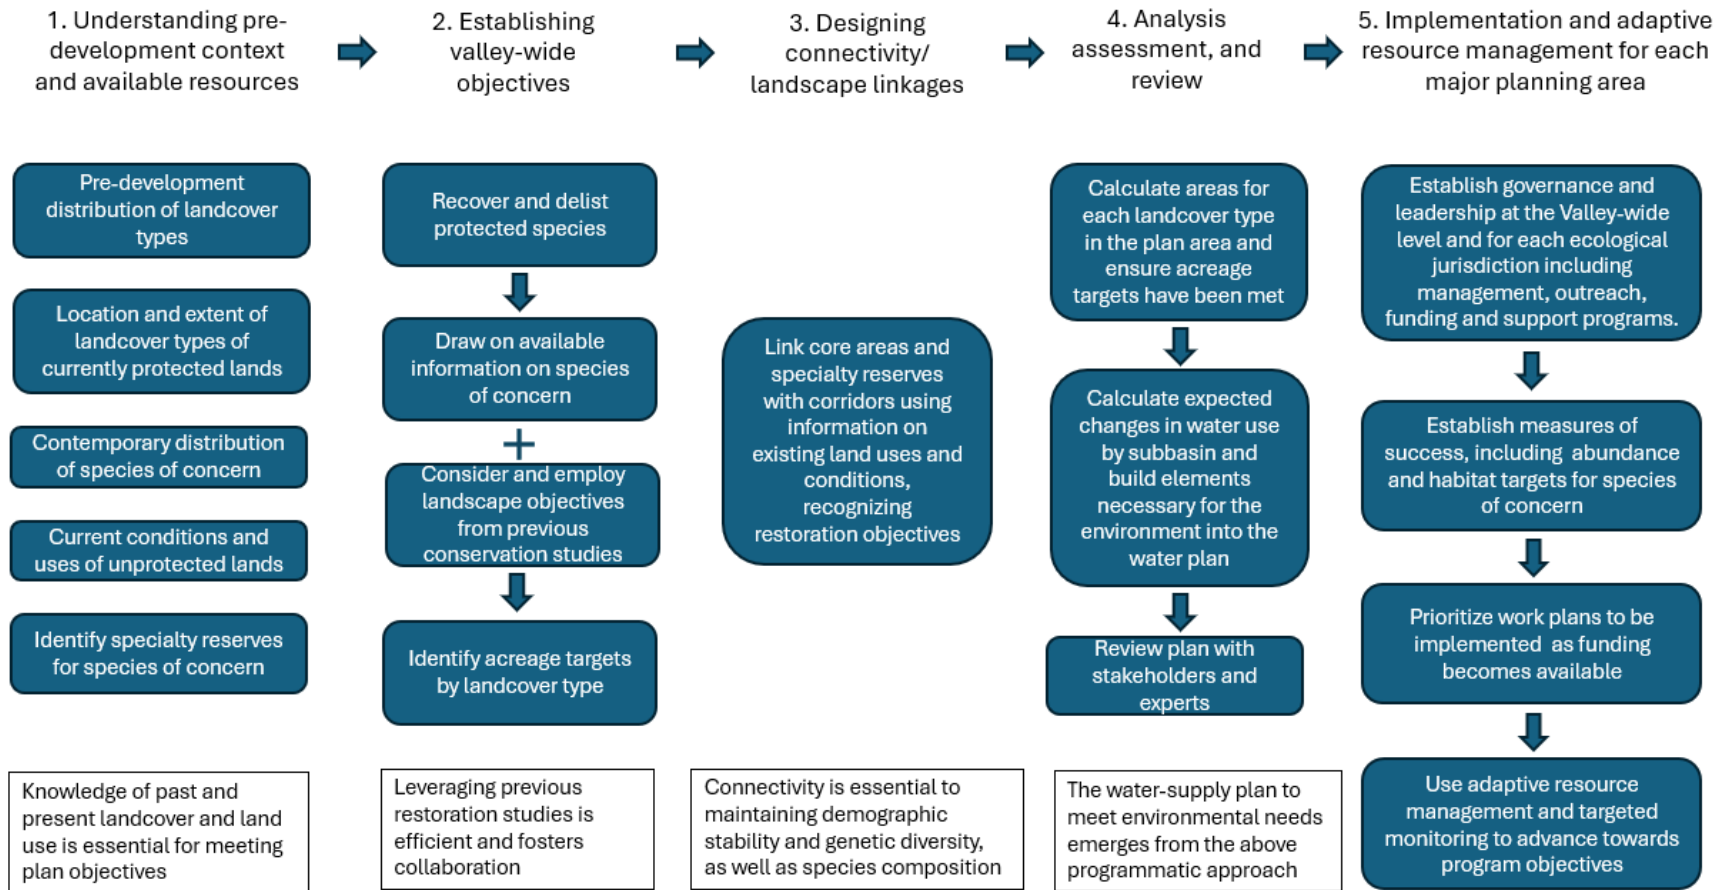 1. Understanding pre-
development context
and available resources
2. Establishing
valley-wide
objectives
3. Designing
connectivity/
landscape linkages
4. Analysis
assessment, and
review
5. Implementation and adaptive
resource management for each
major planning area
Pre-development
distribution of landcover
types
Location and extent of
landcover types of
currently protected lands
Contemporary distribution
of species of concern
Current conditions and
uses of unprotected lands
Identify specialty reserves
for species of concern
Knowledge of past and
present landcover and land
use is essential for meeting
plan objectives
Recover and delist
protected species
Draw on available
information on species
of concern
+
Consider and employ
landscape objectives
from previous
conservation studies
Identify acreage targets
by landcover type
Leveraging previous
restoration studies is
efficient and fosters
collaboration
Link core areas and
specialty reserves
with corridors using
information on
existing land uses and
conditions,
recognizing
restoration objectives
Connectivity is essential to
maintaining demographic
stability and genetic diversity,
as well as species composition
Calculate areas for
each landcover type
in the plan area and
ensure acreage
targets have been met
Calculate expected
changes in water use
by subbasin and
build elements
necessary for the
environment into the
water plan
Review plan with
stakeholders and
experts
The water-supply plan to
meet environmental needs
emerges from the above
programmatic approach
Establish governance and
leadership at the Valley-wide
level and for each ecological
jurisdiction including
management, outreach,
funding and support programs.
Establish measures of
success, including abundance
and habitat targets for species
of concern
Prioritize work plans to be
implemented as funding
becomes available
Use adaptive resource
management and targeted
monitoring to advance towards
program objectives